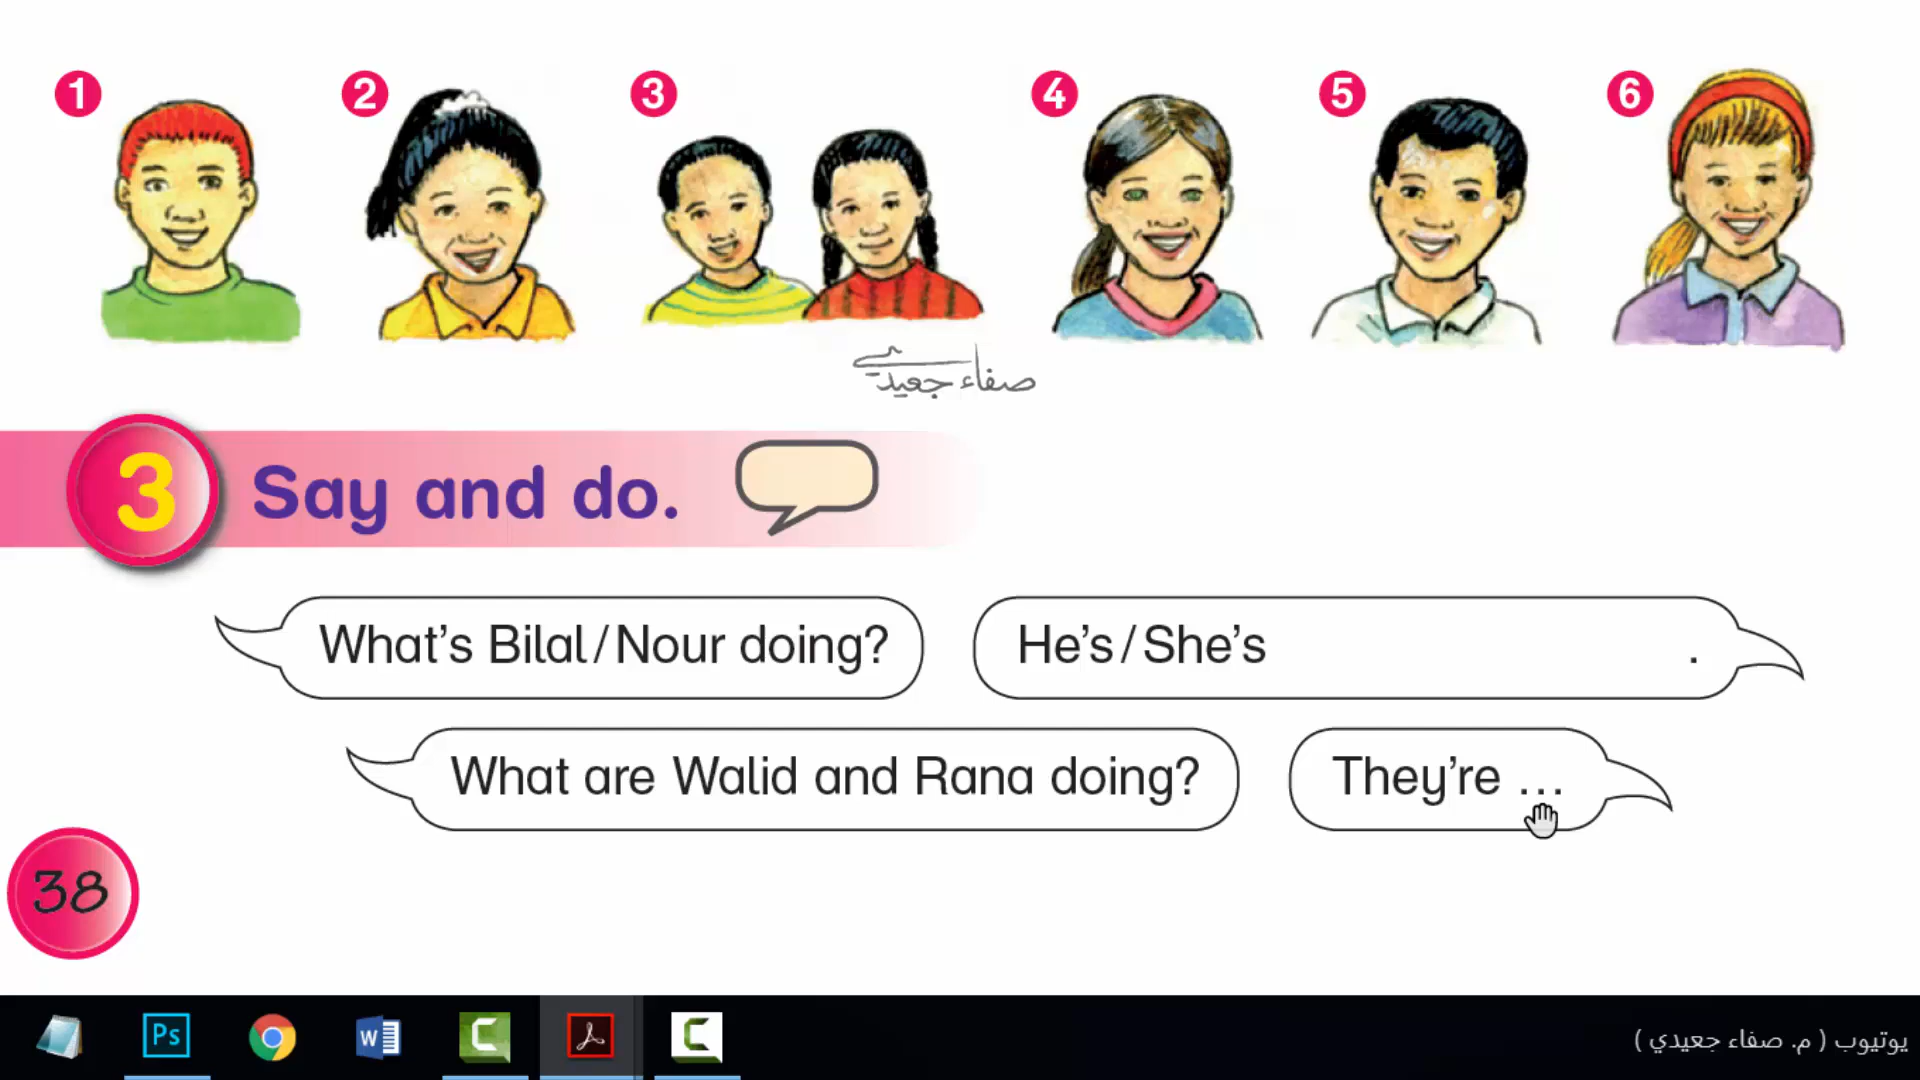 1 2 3 4 5 6
صفاء جعيدي
3 Say and do.
What's Bilal/Nour doing? He's/She's .
What are Walid and Rana doing? They're ...
38
Ps W
يوتيوب ( م. صفاء جعيدي )